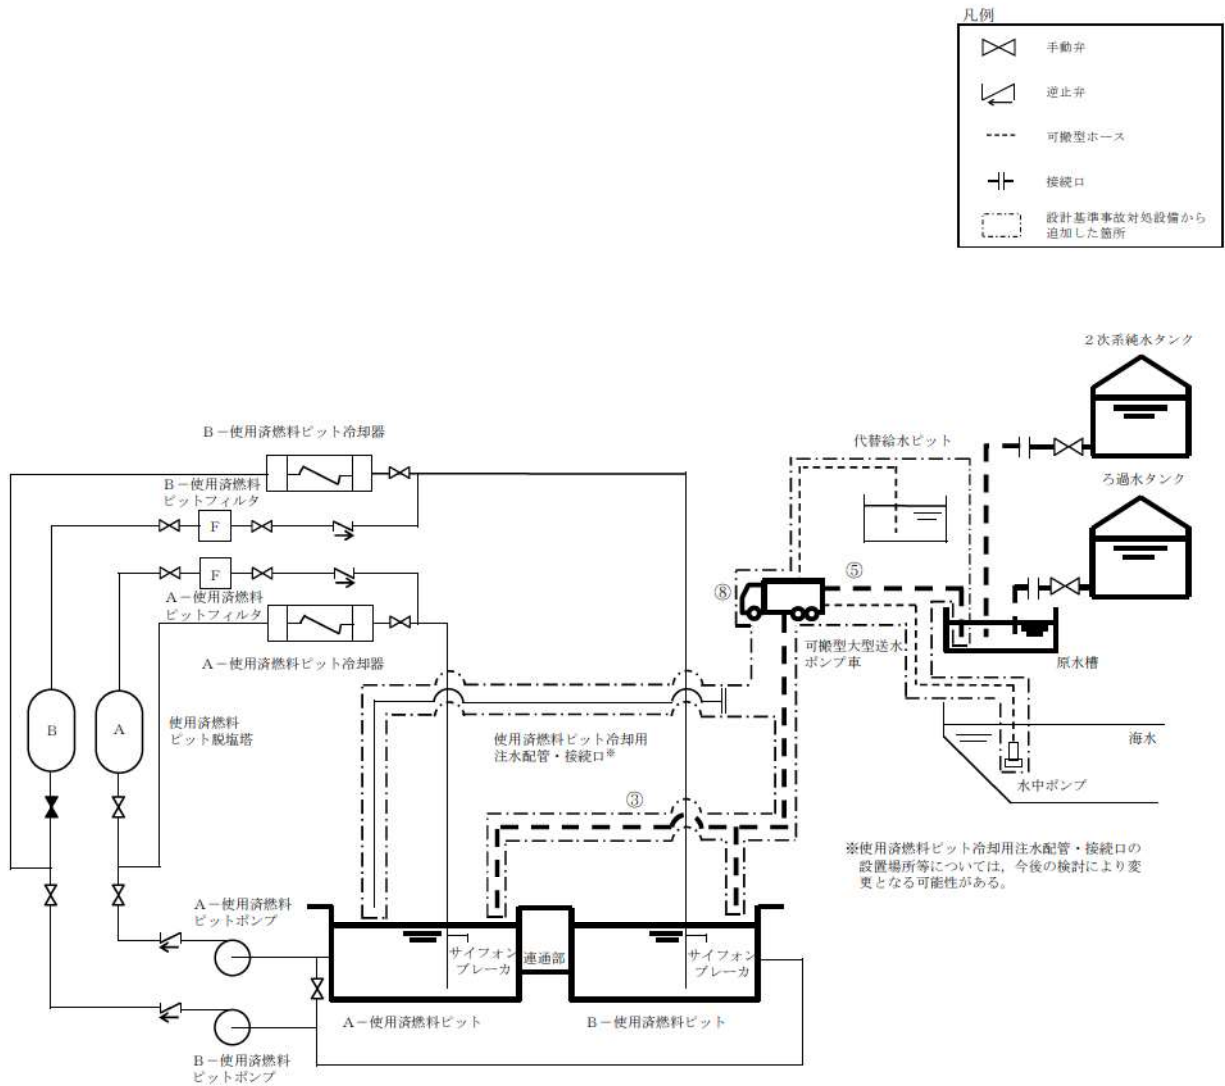 凡例
手動弁
逆止弁
可搬型ホース
接続口
設計基準事故対処設備から
追加した箇所
2次系純水タンク
ろ過水タンク
代替給水ピット
B－使用済燃料ピット冷却器
B－使用済燃料
ピットフィルタ
F
F
A－使用済燃料
ピットフィルタ
A－使用済燃料ピット冷却器
⑧
⑤
可搬型大型送水
ポンプ車
原水槽
B
A
使用済燃料
ピット脱塩塔
使用済燃料ピット冷却用
注水配管・接続口※
海水
水中ポンプ
③
※使用済燃料ピット冷却用注水配管・接続口の
設置場所等については，今後の検討により変
更となる可能性がある。
A－使用済燃料
ピットポンプ
サイフォン
ブレーカ
連通部
サイフォン
ブレーカ
A－使用済燃料ピット
B－使用済燃料ピット
B－使用済燃料
ピットポンプ